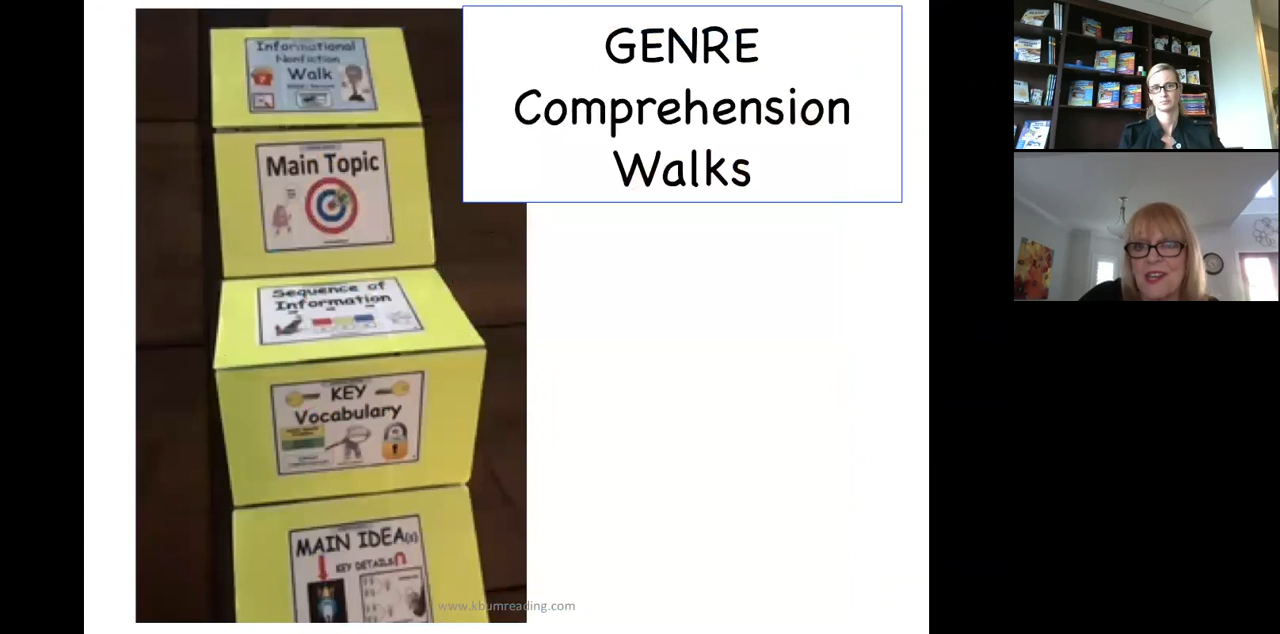 GENRE
Comprehension
Walks
Informational
Nonfiction
Walk
Main Topic
Sequence of
Information
KEY
Vocabulary
MAIN IDEA(s)
KEY DETAILS
www.kbumreading.com